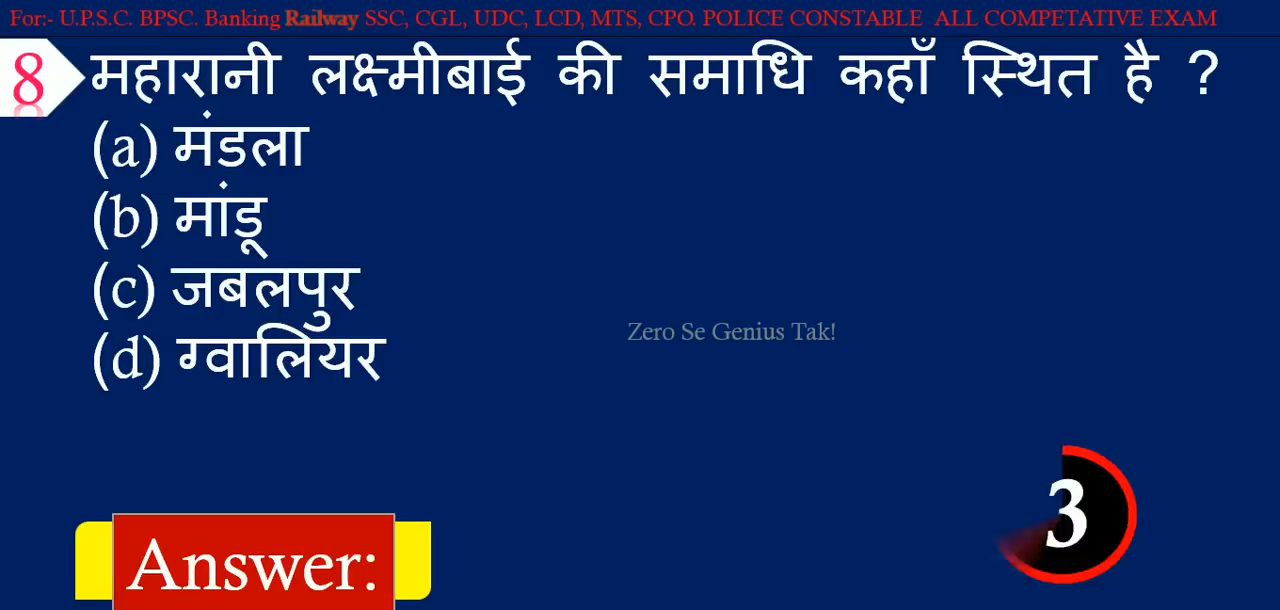 For:- U.P.S.C. BPSC. Banking Railway SSC, CGL, UDC, LCD, MTS, CPO. POLICE CONSTABLE ALL COMPETATIVE EXAM
8 महारानी लक्ष्मीबाई की समाधि कहाँ स्थित है ?
(a) मंडला
(b) मांडू
(c) जबलपुर
(d) ग्वालियर
Zero Se Genius Tak!
3
Answer: